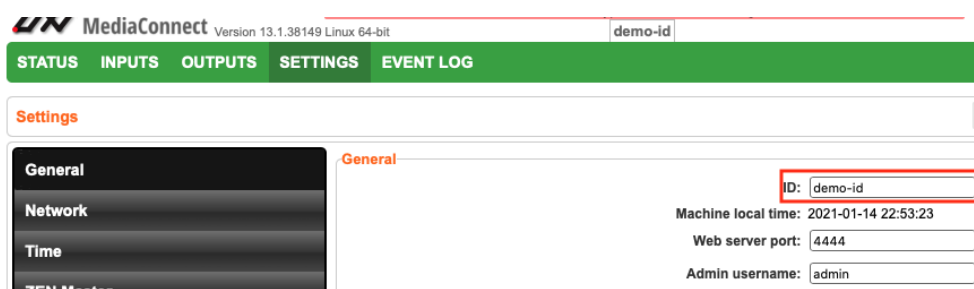 MediaConnect Version 13.1.38149 Linux 64-bit
demo-id
STATUS INPUTS OUTPUTS SETTINGS EVENT LOG
Settings
General
Network
Time
ZEN Master
General
ID: demo-id
Machine local time: 2021-01-14 22:53:23
Web server port: 4444
Admin username: admin